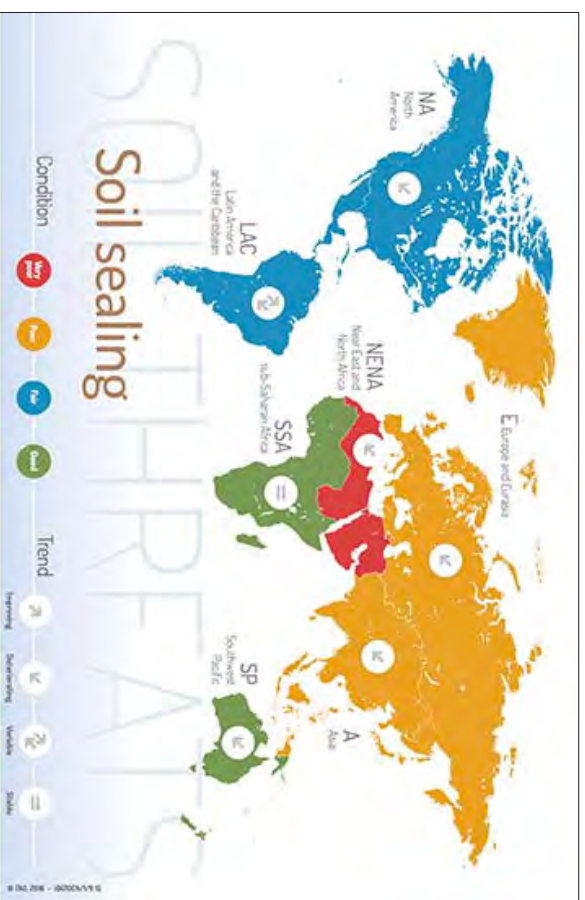 NA
North
America
LAC
Latin America
and the Caribbean
NENA
Near East and
North Africa
E Europe and Eurasia
SSA
sub-Saharan Africa
A
Asia
SP
Southwest
Pacific
SOIL THREATS
Soil sealing
Condition
Very
poor
Poor
Fair
Good
Trend
Improving
Deteriorating
Variable
Stable